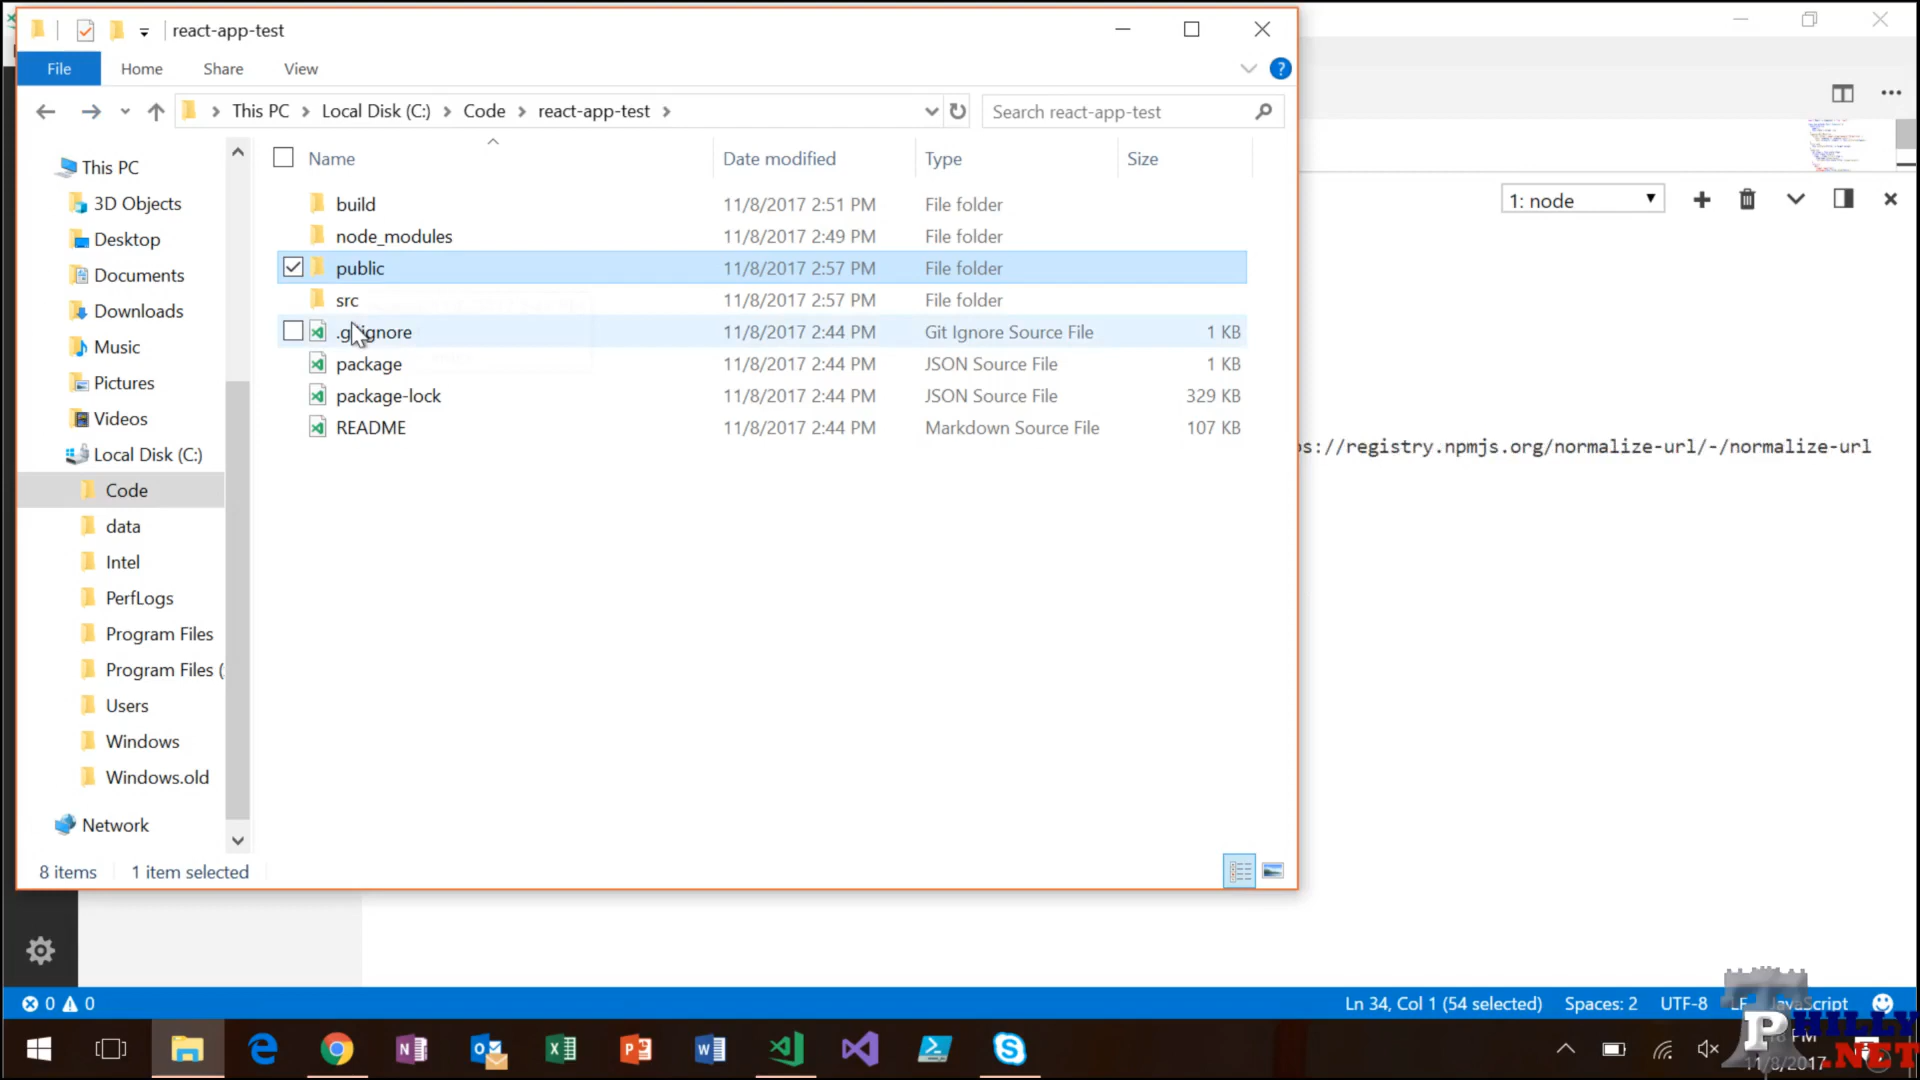 react-app-test
File Home Share View
This PC Local Disk (C:) Code react-app-test
Search react-app-test
Name Date modified Type Size
build 11/8/2017 2:51 PM File folder
node_modules 11/8/2017 2:49 PM File folder
public 11/8/2017 2:57 PM File folder
src 11/8/2017 2:57 PM File folder
11/8/2017 2:44 PM Git Ignore Source File 1 KB
package 11/8/2017 2:44 PM JSON Source File 1 KB
package-lock 11/8/2017 2:44 PM JSON Source File 329 KB
README 11/8/2017 2:44 PM Markdown Source File 107 KB
This PC
3D Objects
Desktop
Documents
Downloads
Music
Pictures
Videos
Local Disk (C:)
Code
data
Intel
PerfLogs
Program Files
Program Files (
Users
Windows
Windows.old
Network
8 items 1 item selected
1: node
s://registry.npmjs.org/normalize-url/-/normalize-url
0 0
Ln 34, Col 1 (54 selected) Spaces: 2 UTF-8 LF JavaScript
PHILLY
.NET
PM
11/8/2017